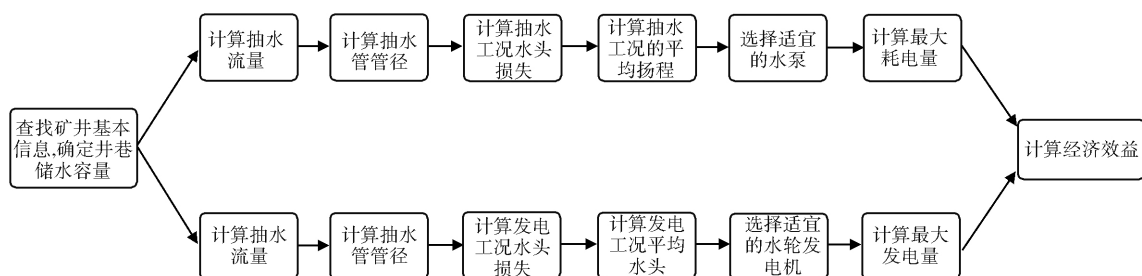 计算抽水
流量
计算抽水
管管径
计算抽水
工况水头
损失
计算抽水
工况的平
均扬程
选择适宜
的水泵
计算最大
耗电量
查找矿井基本
信息,确定井巷
储水容量
计算经济效益
计算抽水
流量
计算抽水
管管径
计算发电
工况水头
损失
计算发电
工况平均
水头
选择适宜
的水轮发
电机
计算最大
发电量